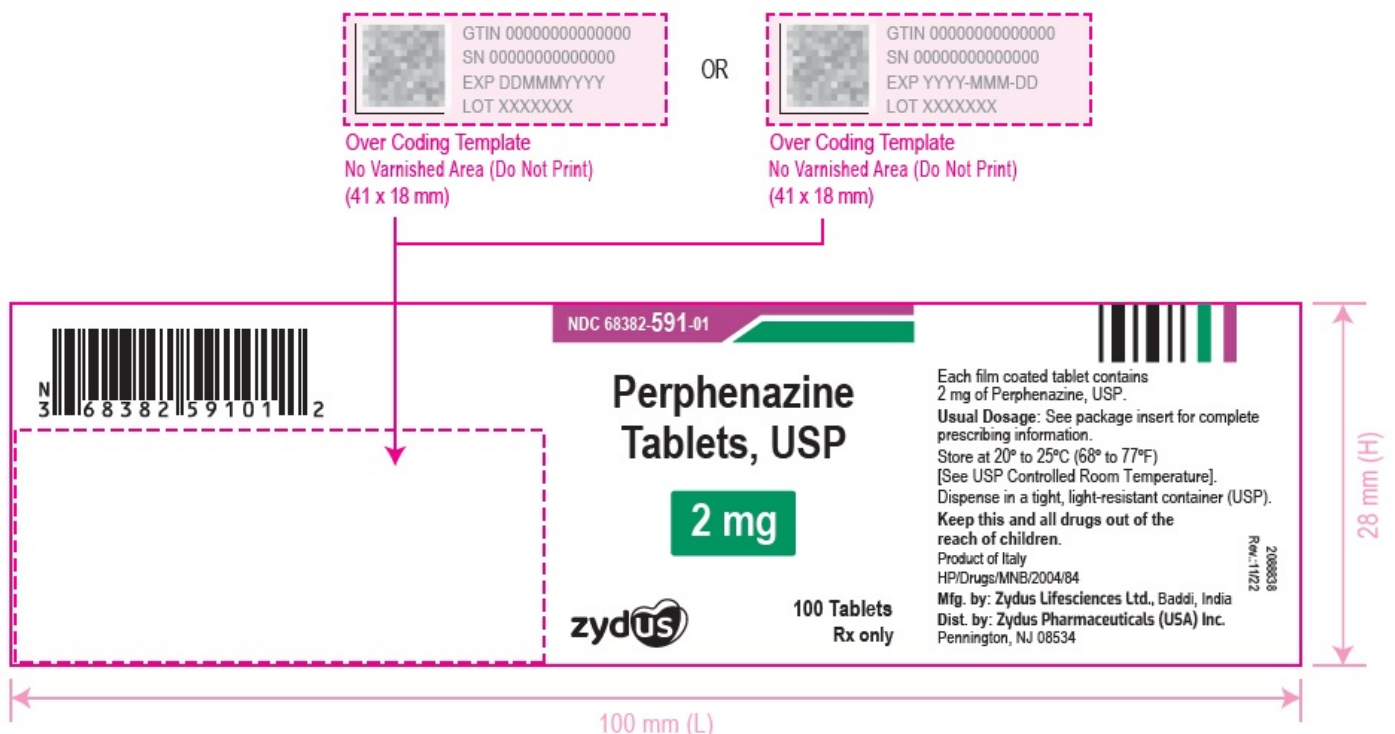 GTIN 00000000000000
SN 00000000000000
EXP DDMMMYYYY
LOT XXXXXXX
OR
GTIN 00000000000000
SN 00000000000000
EXP YYYY-MMM-DD
LOT XXXXXXX
Over Coding Template
No Varnished Area (Do Not Print)
(41 x 18 mm)
Over Coding Template
No Varnished Area (Do Not Print)
(41 x 18 mm)
N
3 68382 59101 2
NDC 68382-591-01
Perphenazine
Tablets, USP
2 mg
zydus
100 Tablets
Rx only
Each film coated tablet contains
2 mg of Perphenazine, USP.
Usual Dosage: See package insert for complete
prescribing information.
Store at 20° to 25°C (68° to 77°F)
[See USP Controlled Room Temperature].
Dispense in a tight, light-resistant container (USP).
Keep this and all drugs out of the
reach of children.
Product of Italy
HP/Drugs/MNB/2004/84
Mfg. by: Zydus Lifesciences Ltd., Baddi, India
Dist. by: Zydus Pharmaceuticals (USA) Inc.
Pennington, NJ 08534
2088838
Rev.:11/22
28 mm (H)
100 mm (L)